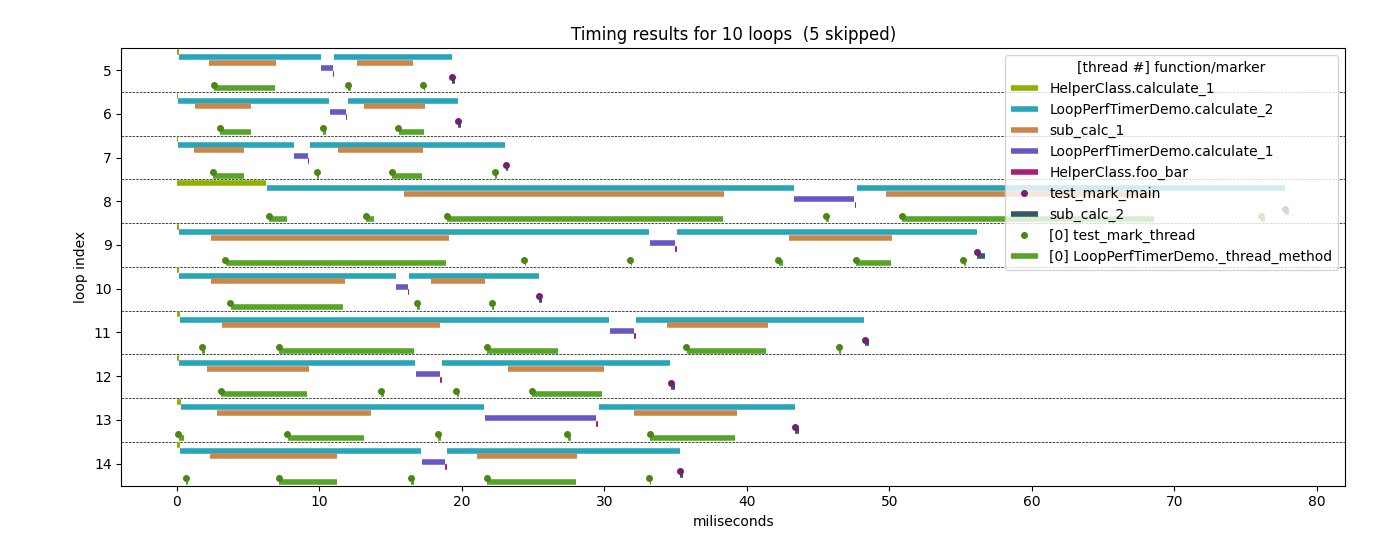 Timing results for 10 loops  (5 skipped)
[thread #] function/marker
HelperClass.calculate_1
LoopPerfTimerDemo.calculate_2
sub_calc_1
LoopPerfTimerDemo.calculate_1
HelperClass.foo_bar
test_mark_main
sub_calc_2
[0] test_mark_thread
[0] LoopPerfTimerDemo._thread_method
loop index
5
6
7
8
9
10
11
12
13
14
0 10 20 30 40 50 60 70 80
miliseconds